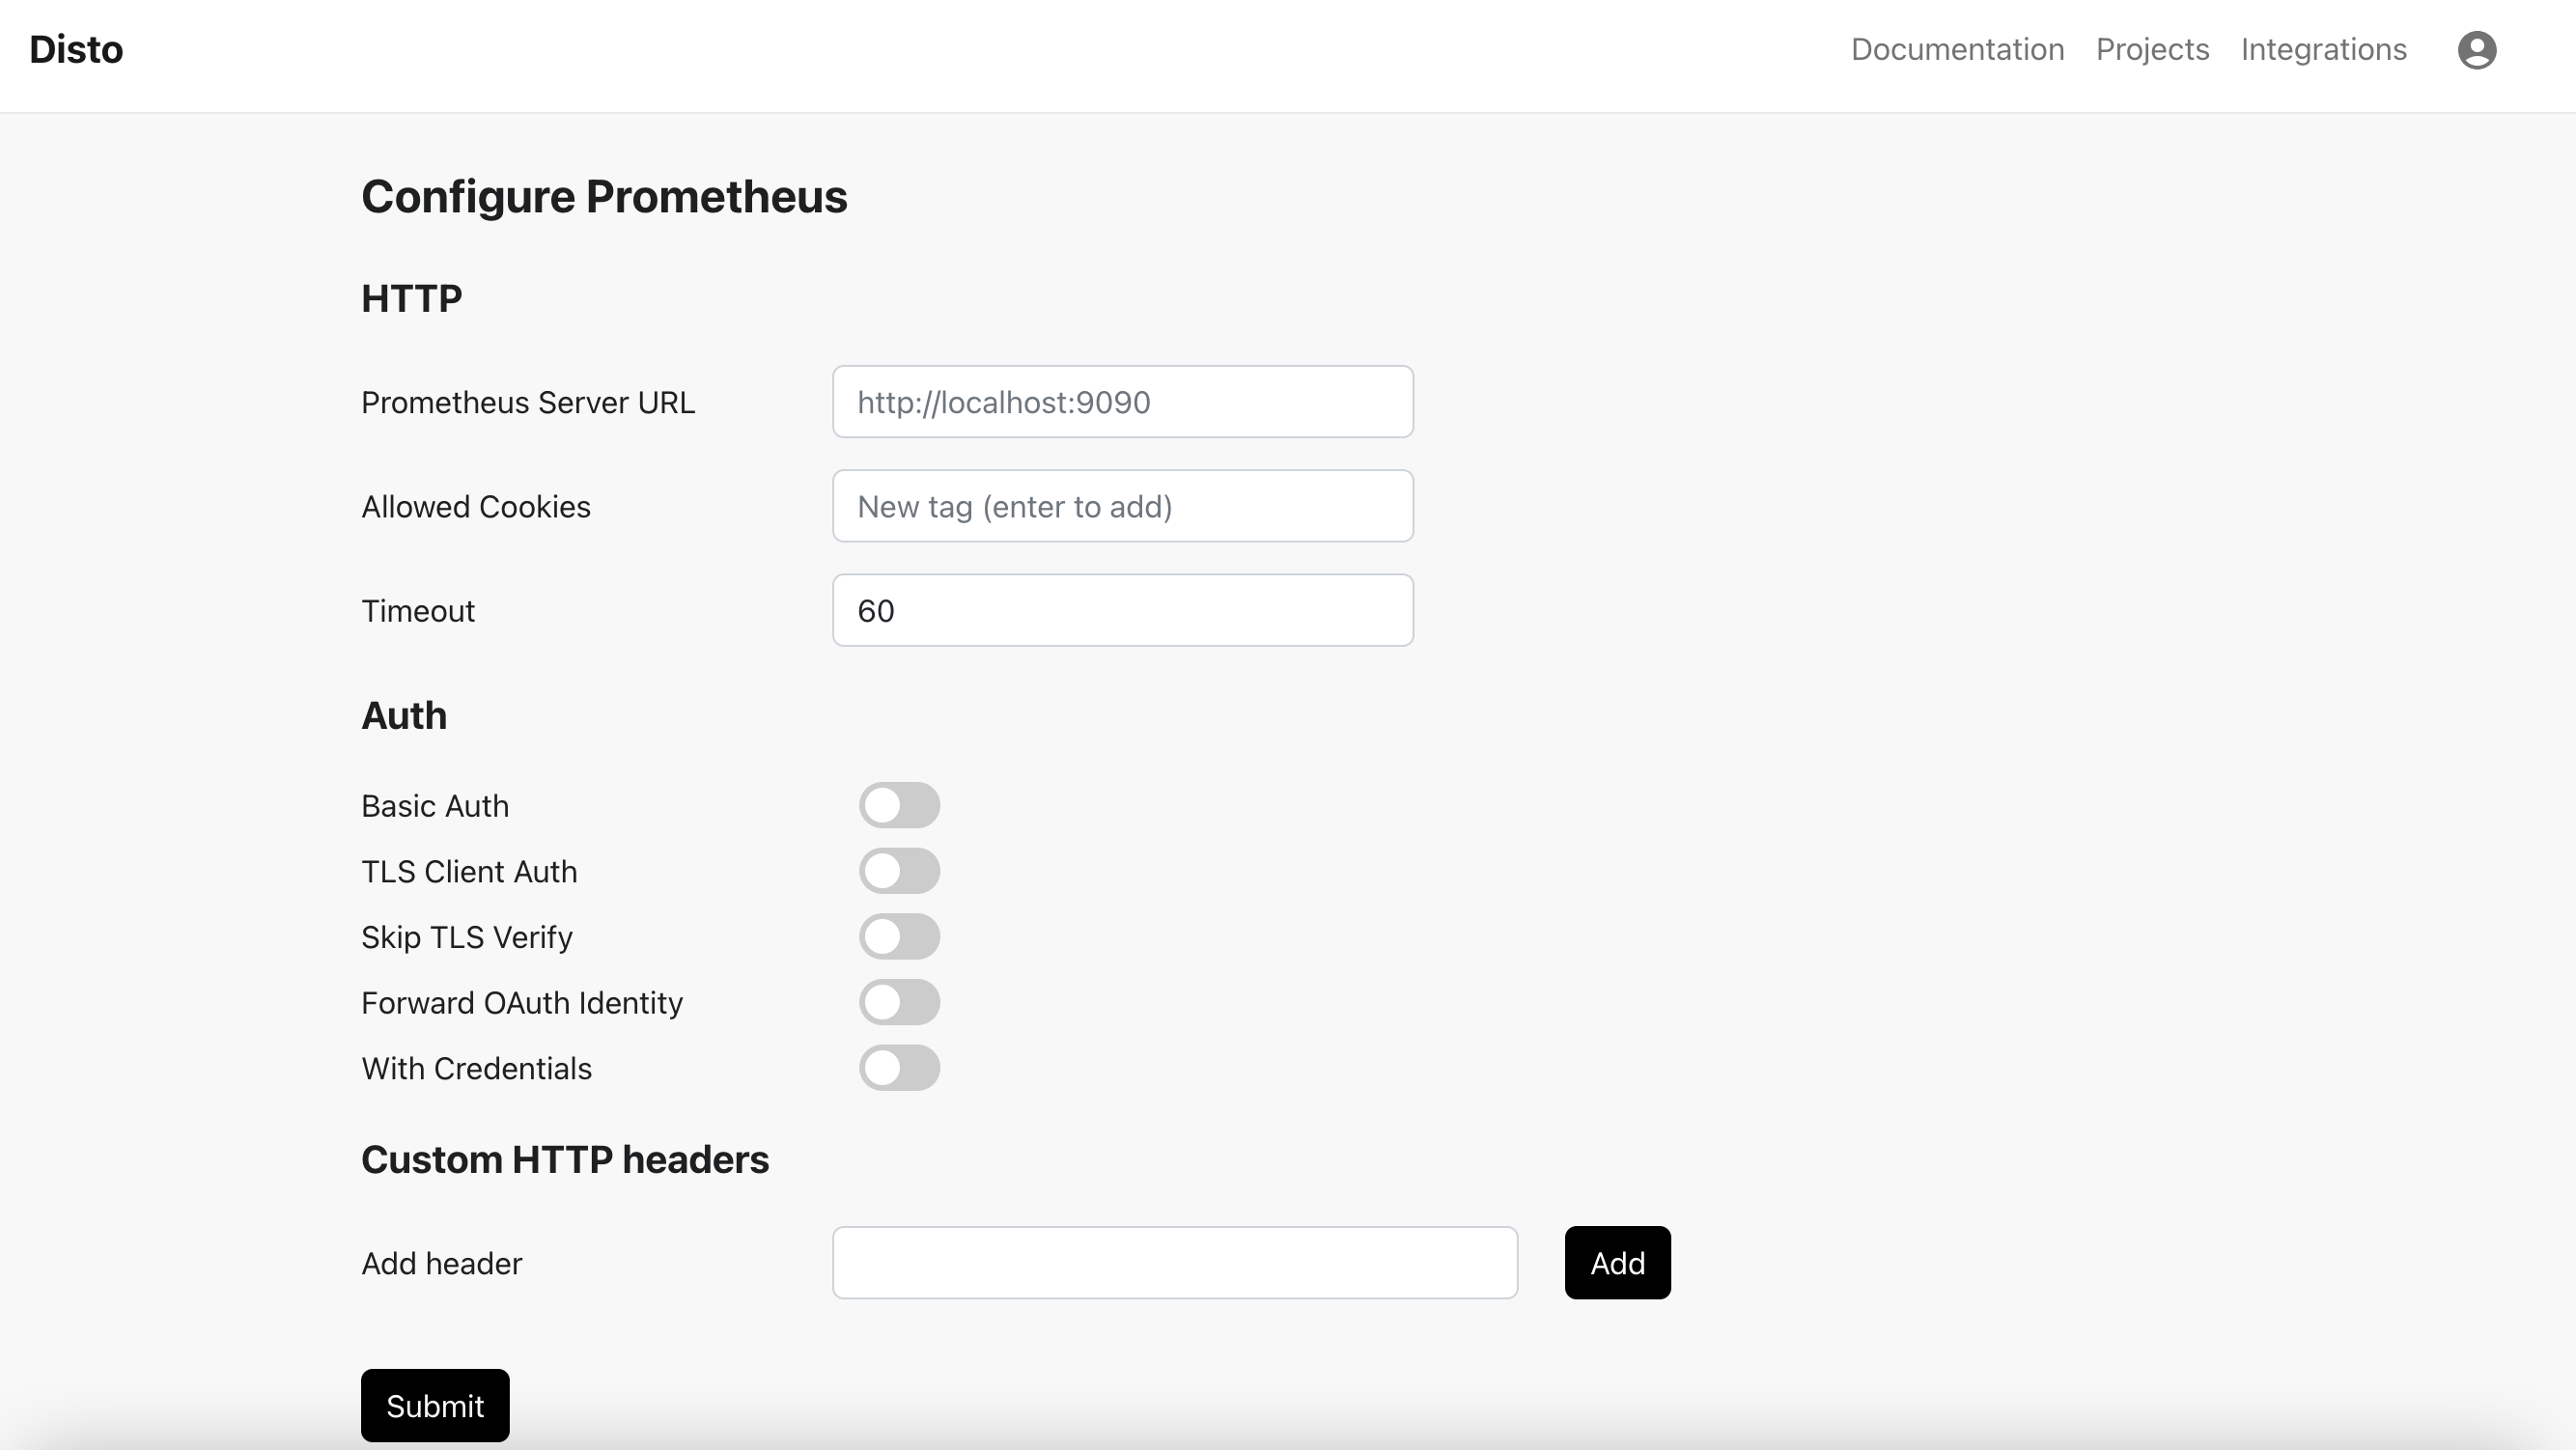 Disto
Documentation Projects Integrations
Configure Prometheus
HTTP
Prometheus Server URL http://localhost:9090
Allowed Cookies New tag (enter to add)
Timeout 60
Auth
Basic Auth
TLS Client Auth
Skip TLS Verify
Forward OAuth Identity
With Credentials
Custom HTTP headers
Add header Add
Submit